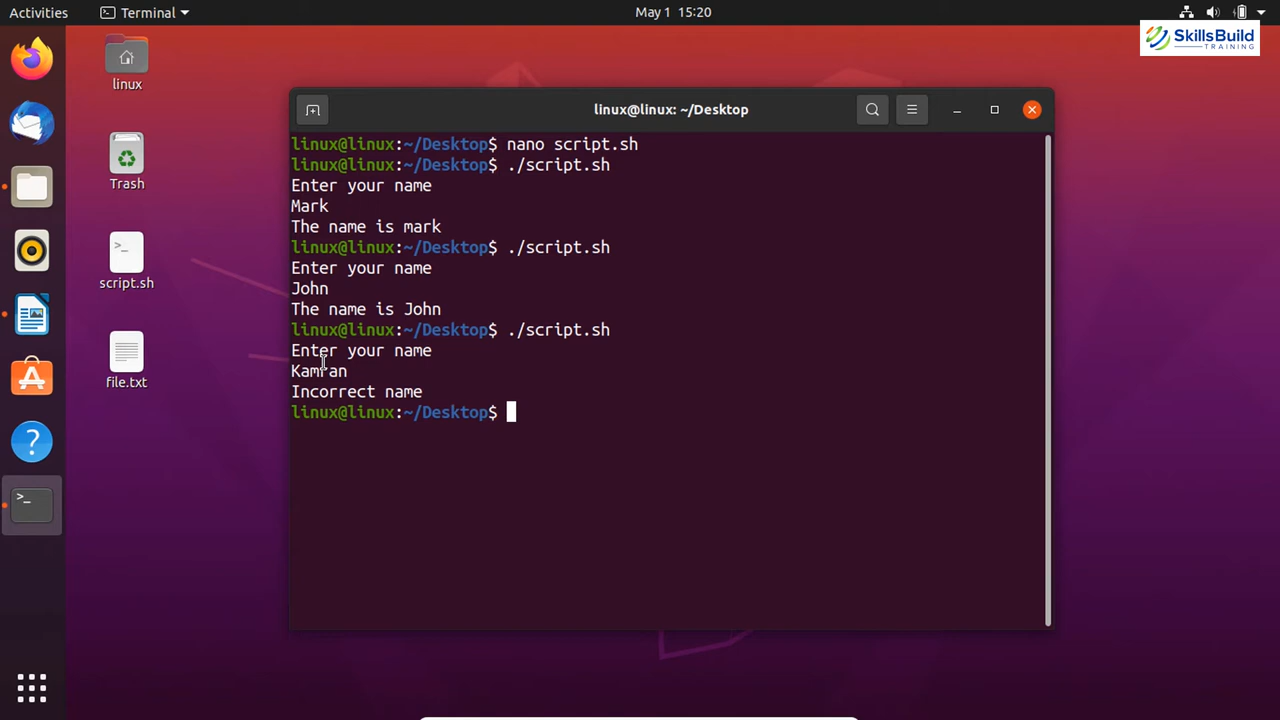 Activities
Terminal
May 1 15:20
SkillsBuild
TRAINING
linux
Trash
script.sh
file.txt
linux@linux: ~/Desktop
linux@linux:~/Desktop$ nano script.sh
linux@linux:~/Desktop$ ./script.sh
Enter your name
Mark
The name is mark
linux@linux:~/Desktop$ ./script.sh
Enter your name
John
The name is John
linux@linux:~/Desktop$ ./script.sh
Enter your name
Kamran
Incorrect name
linux@linux:~/Desktop$